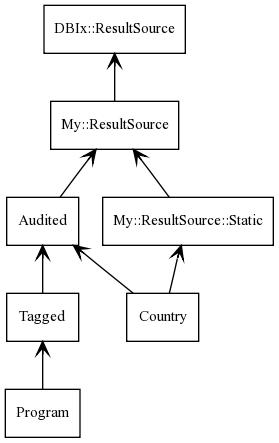 DBIx::ResultSource
My::ResultSource
Audited
My::ResultSource::Static
Tagged
Country
Program